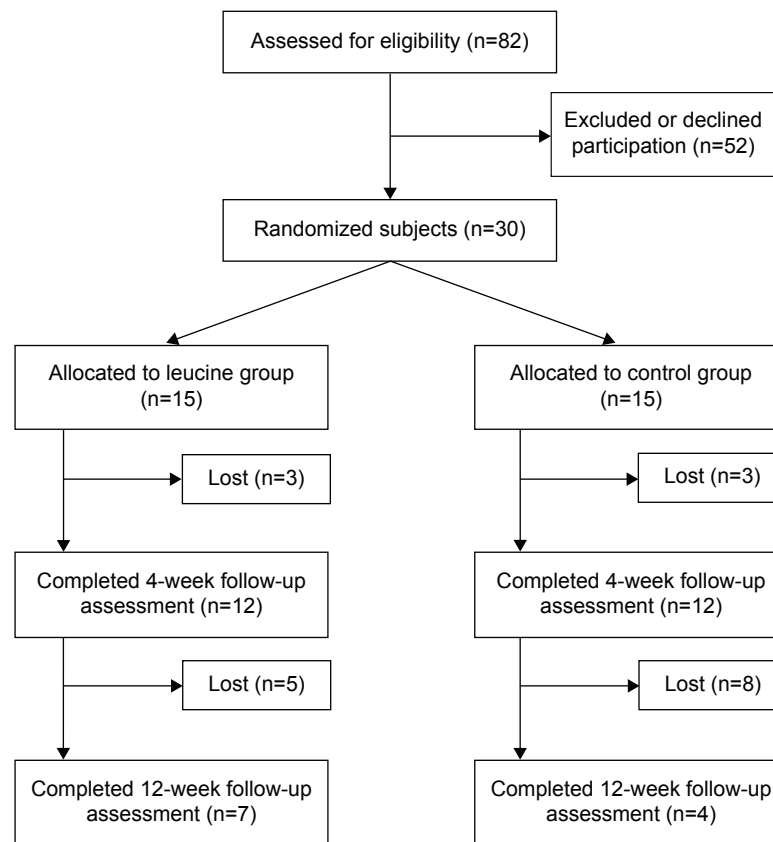 Assessed for eligibility (n=82)
Excluded or declined
participation (n=52)
Randomized subjects (n=30)
Allocated to leucine group
(n=15)
Allocated to control group
(n=15)
Lost (n=3)
Lost (n=3)
Completed 4-week follow-up
assessment (n=12)
Completed 4-week follow-up
assessment (n=12)
Lost (n=5)
Lost (n=8)
Completed 12-week follow-up
assessment (n=7)
Completed 12-week follow-up
assessment (n=4)